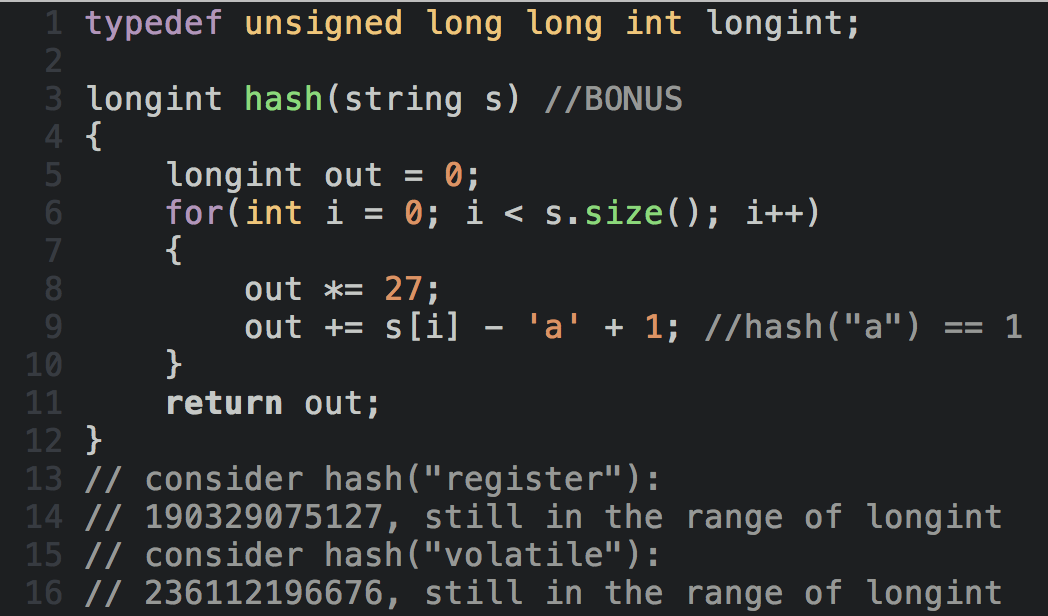 1 typedef unsigned long long int longint;
2
3 longint hash(string s) //BONUS
4 {
5     longint out = 0;
6     for(int i = 0; i < s.size(); i++)
7     {
8         out *= 27;
9         out += s[i] - 'a' + 1; //hash("a") == 1
10     }
11     return out;
12 }
13 // consider hash("register"):
14 // 190329075127, still in the range of longint
15 // consider hash("volatile"):
16 // 236112196676, still in the range of longint